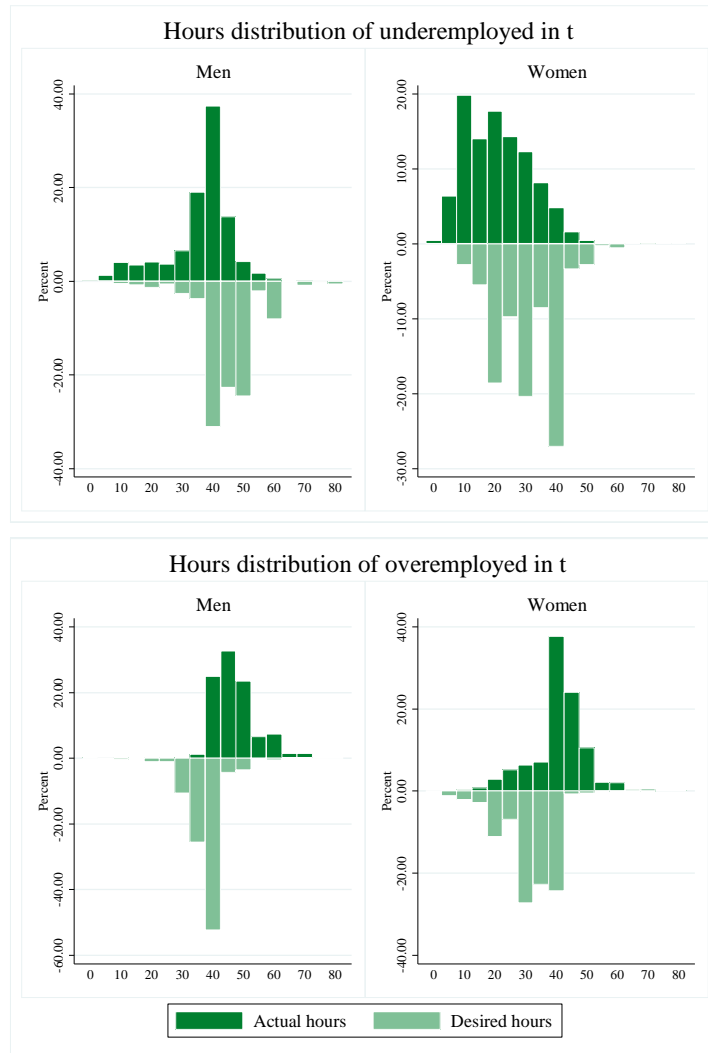 Hours distribution of underemployed in t
Men
Women
40.00
20.00
0.00
-20.00
-40.00
Percent
0 10 20 30 40 50 60 70 80
20.00
10.00
0.00
-10.00
-20.00
-30.00
Percent
0 10 20 30 40 50 60 70 80
Hours distribution of overemployed in t
Men
Women
40.00
20.00
0.00
-20.00
-40.00
-60.00
Percent
0 10 20 30 40 50 60 70 80
40.00
20.00
0.00
-20.00
-40.00
Percent
0 10 20 30 40 50 60 70 80
Actual hours
Desired hours